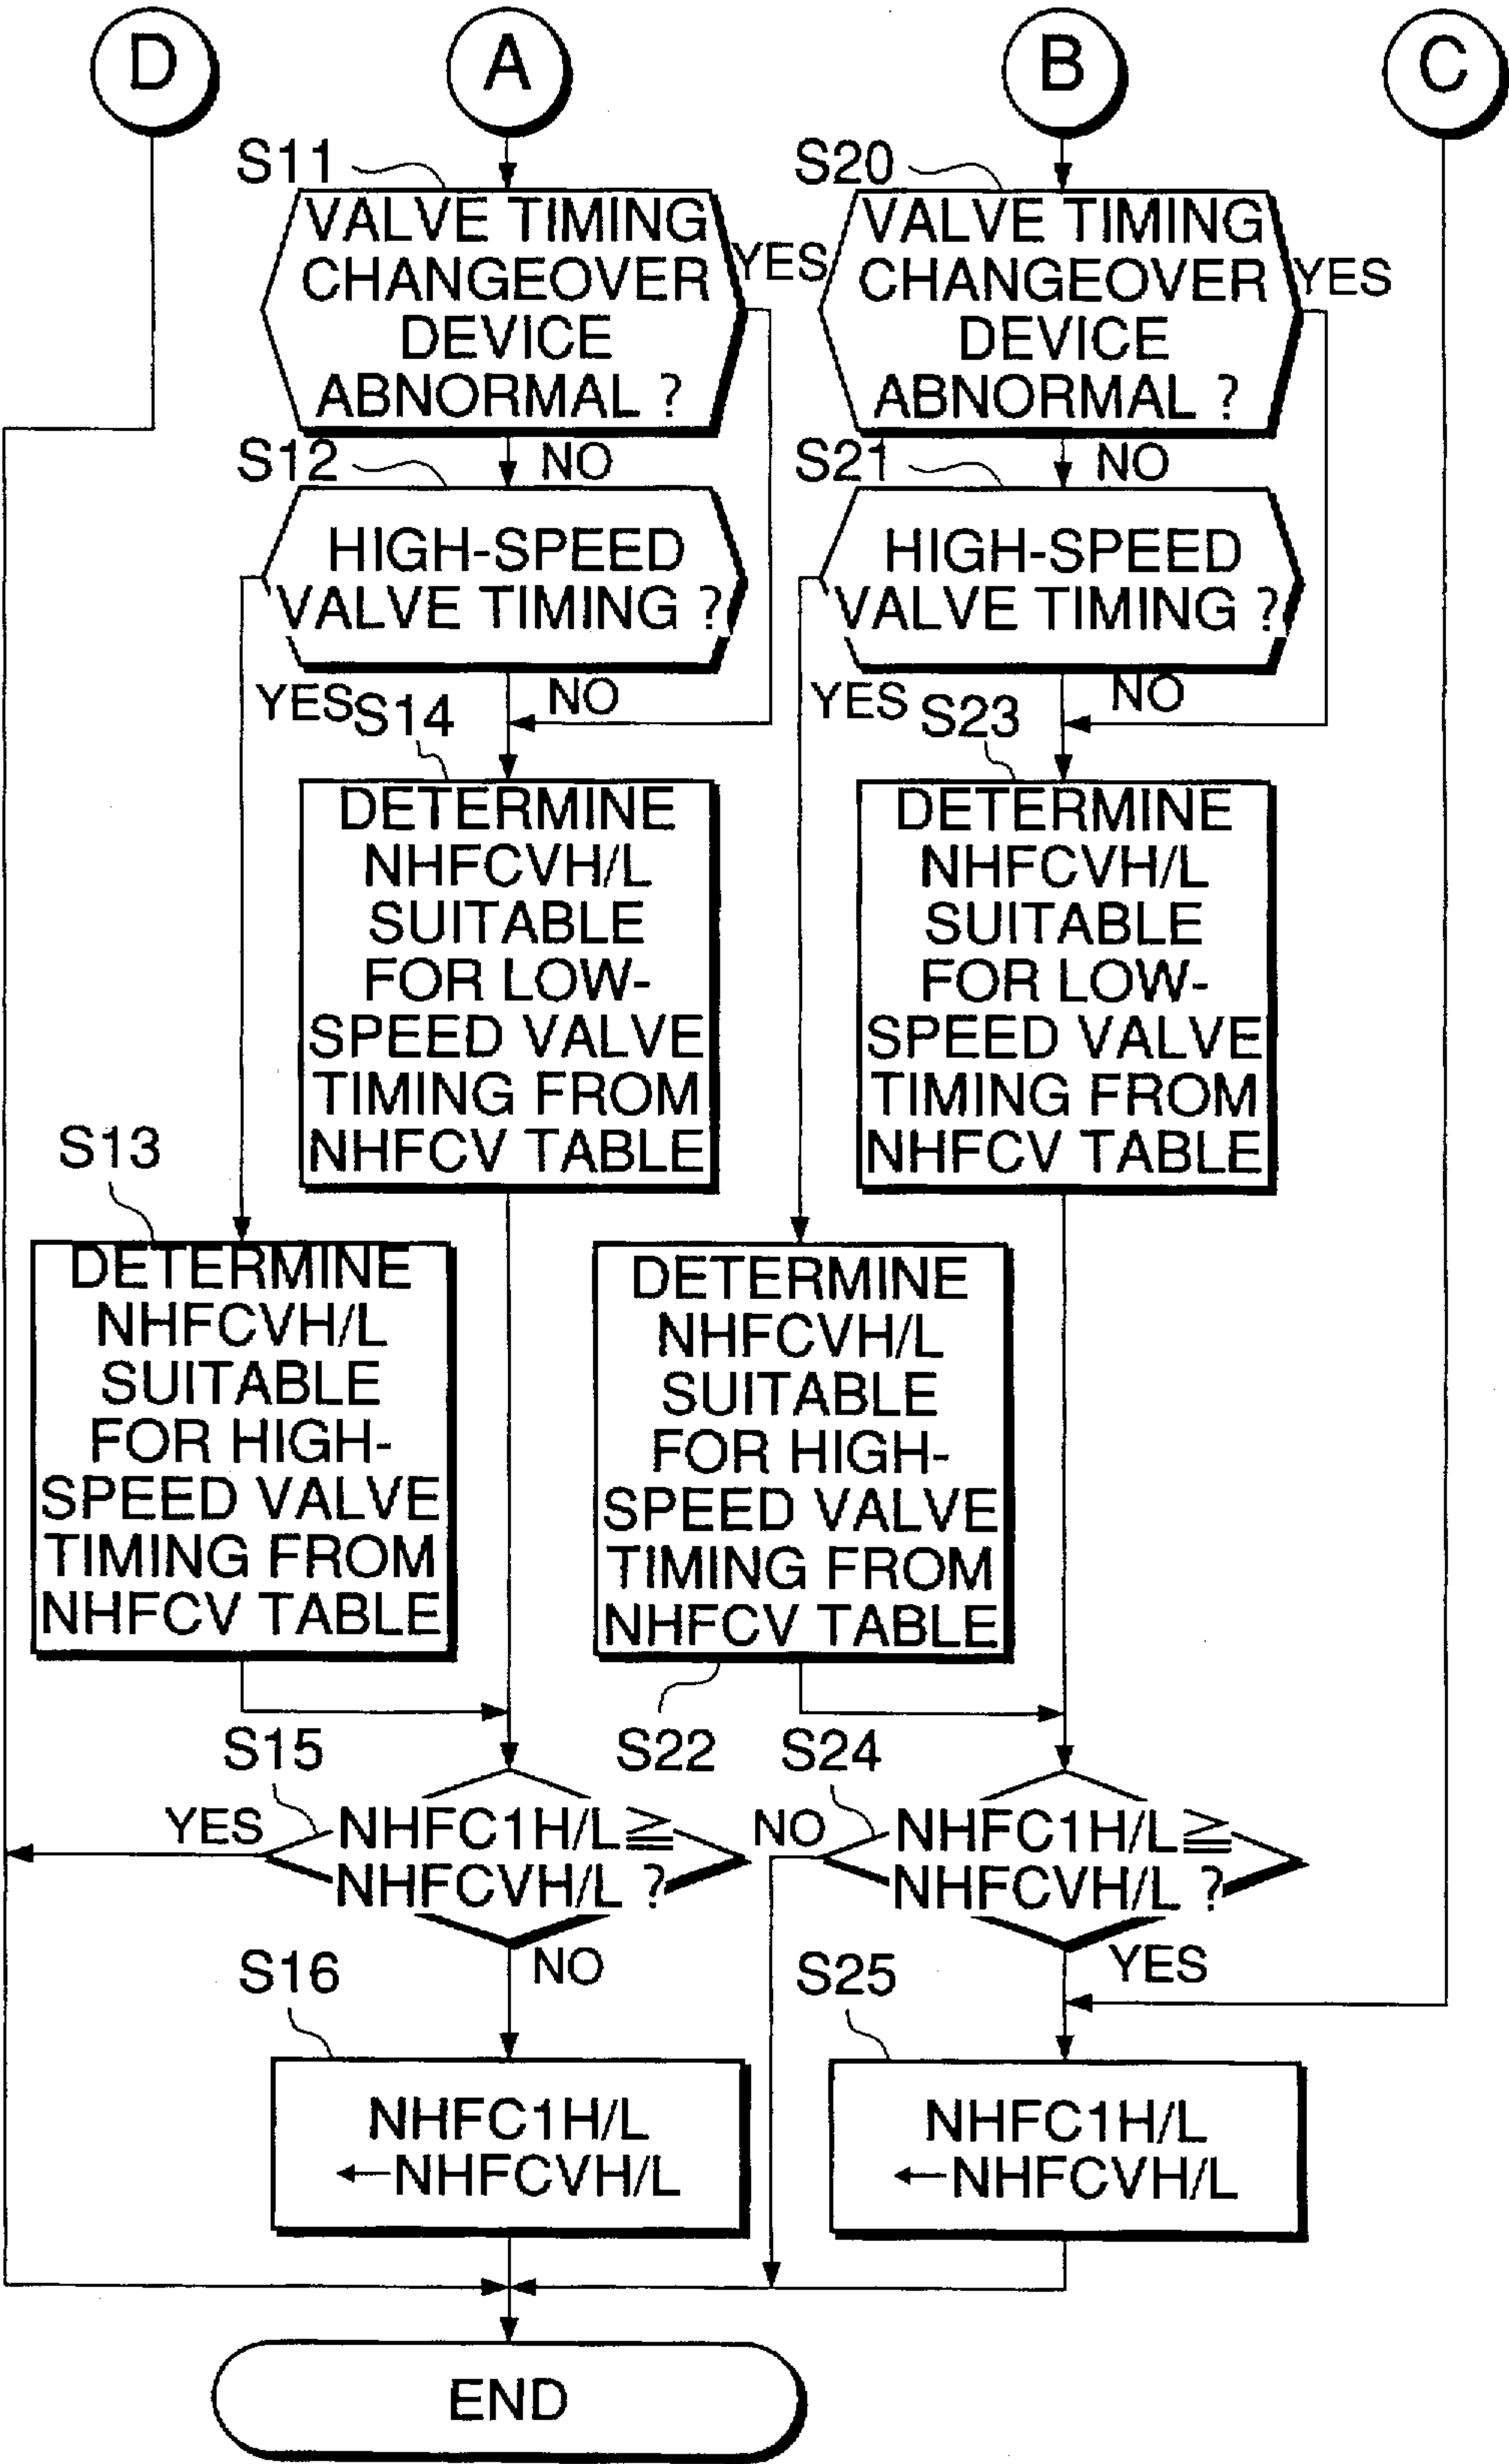 D
A
B
C
S11
VALVE TIMING
CHANGEOVER
DEVICE
ABNORMAL ?
YES
NO
S20
VALVE TIMING
CHANGEOVER
DEVICE
ABNORMAL ?
YES
NO
S12
HIGH-SPEED
VALVE TIMING ?
YES
NO
S21
HIGH-SPEED
VALVE TIMING ?
YES
NO
S14
DETERMINE
NHFCVH/L
SUITABLE
FOR LOW-
SPEED VALVE
TIMING FROM
NHFCV TABLE
S23
DETERMINE
NHFCVH/L
SUITABLE
FOR LOW-
SPEED VALVE
TIMING FROM
NHFCV TABLE
S13
DETERMINE
NHFCVH/L
SUITABLE
FOR HIGH-
SPEED VALVE
TIMING FROM
NHFCV TABLE
DETERMINE
NHFCVH/L
SUITABLE
FOR HIGH-
SPEED VALVE
TIMING FROM
NHFCV TABLE
S22
S15
YES
NHFC1H/L≧
NHFCVH/L ?
NO
S24
NO
NHFC1H/L≧
NHFCVH/L ?
YES
S16
NHFC1H/L
←NHFCVH/L
S25
NHFC1H/L
←NHFCVH/L
END